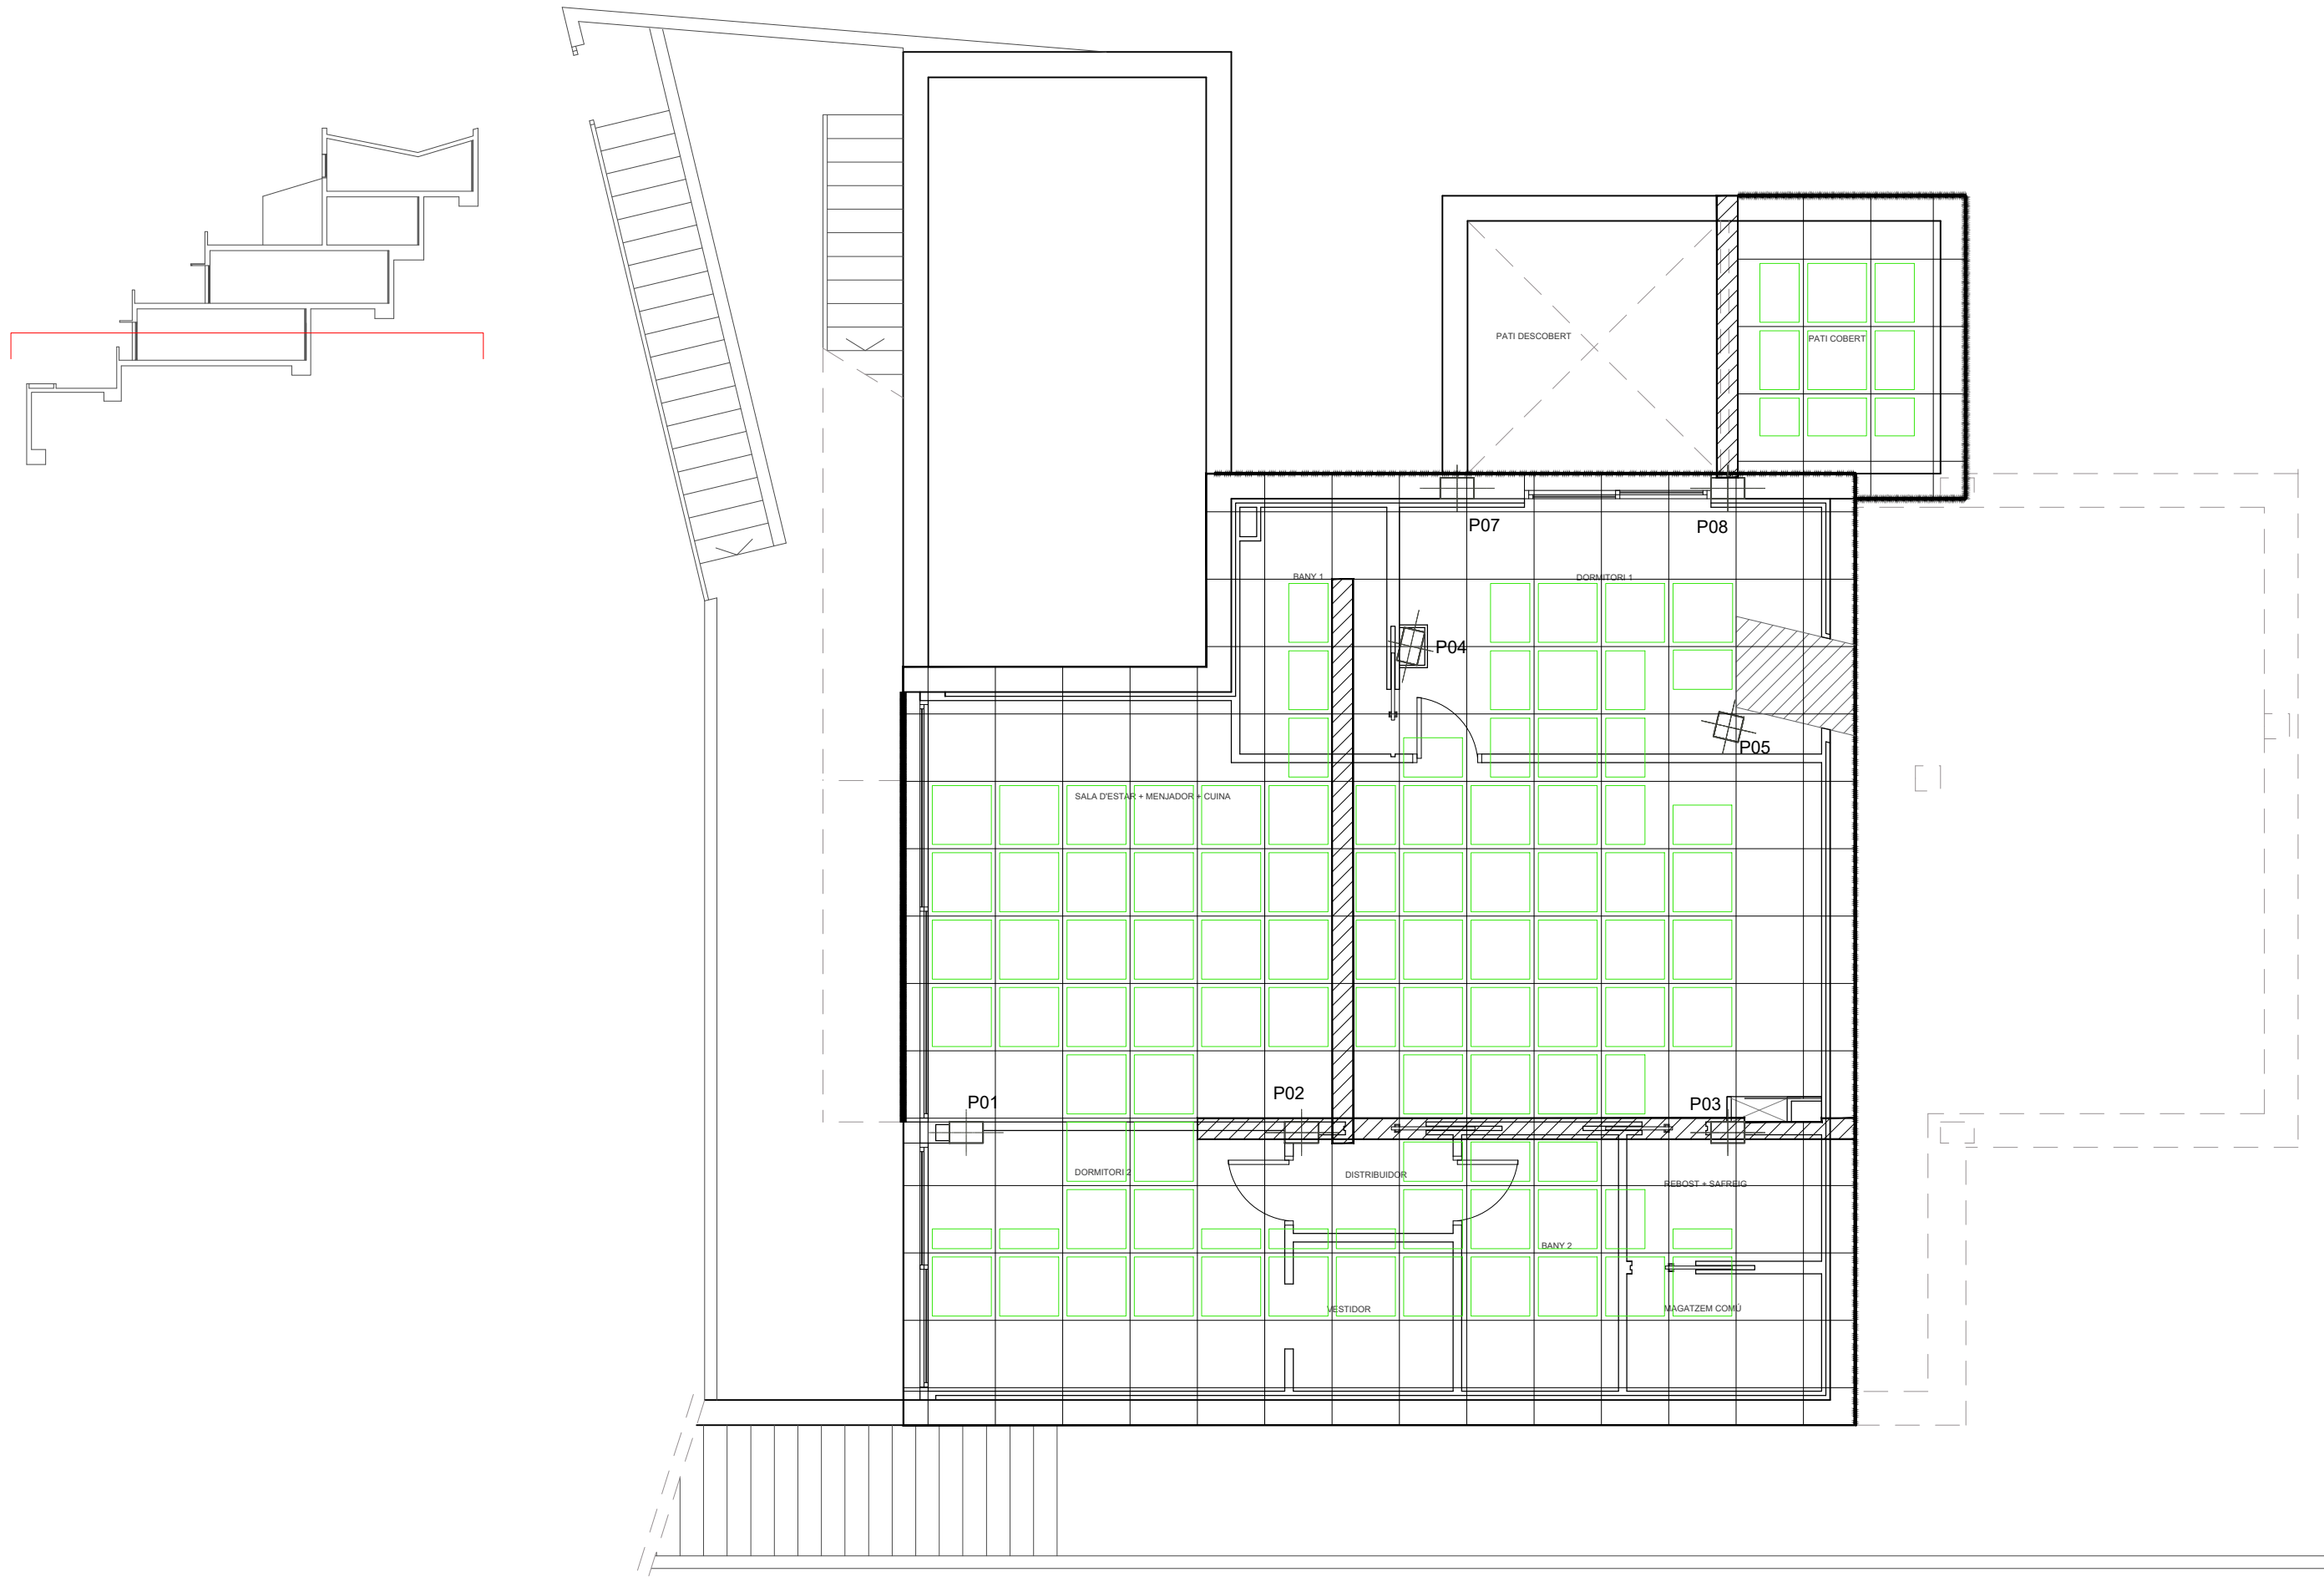 PATI DESCOBERT
PATI COBERT
P07
P08
BANY 1
DORMITORI 1
P04
P05
SALA D'ESTAR + MENJADOR + CUINA
P01
P02
P03
DORMITORI 2
DISTRIBUIDOR
REBOST + SAFREIG
BANY 2
VESTIDOR
MAGATZEM COMÚ